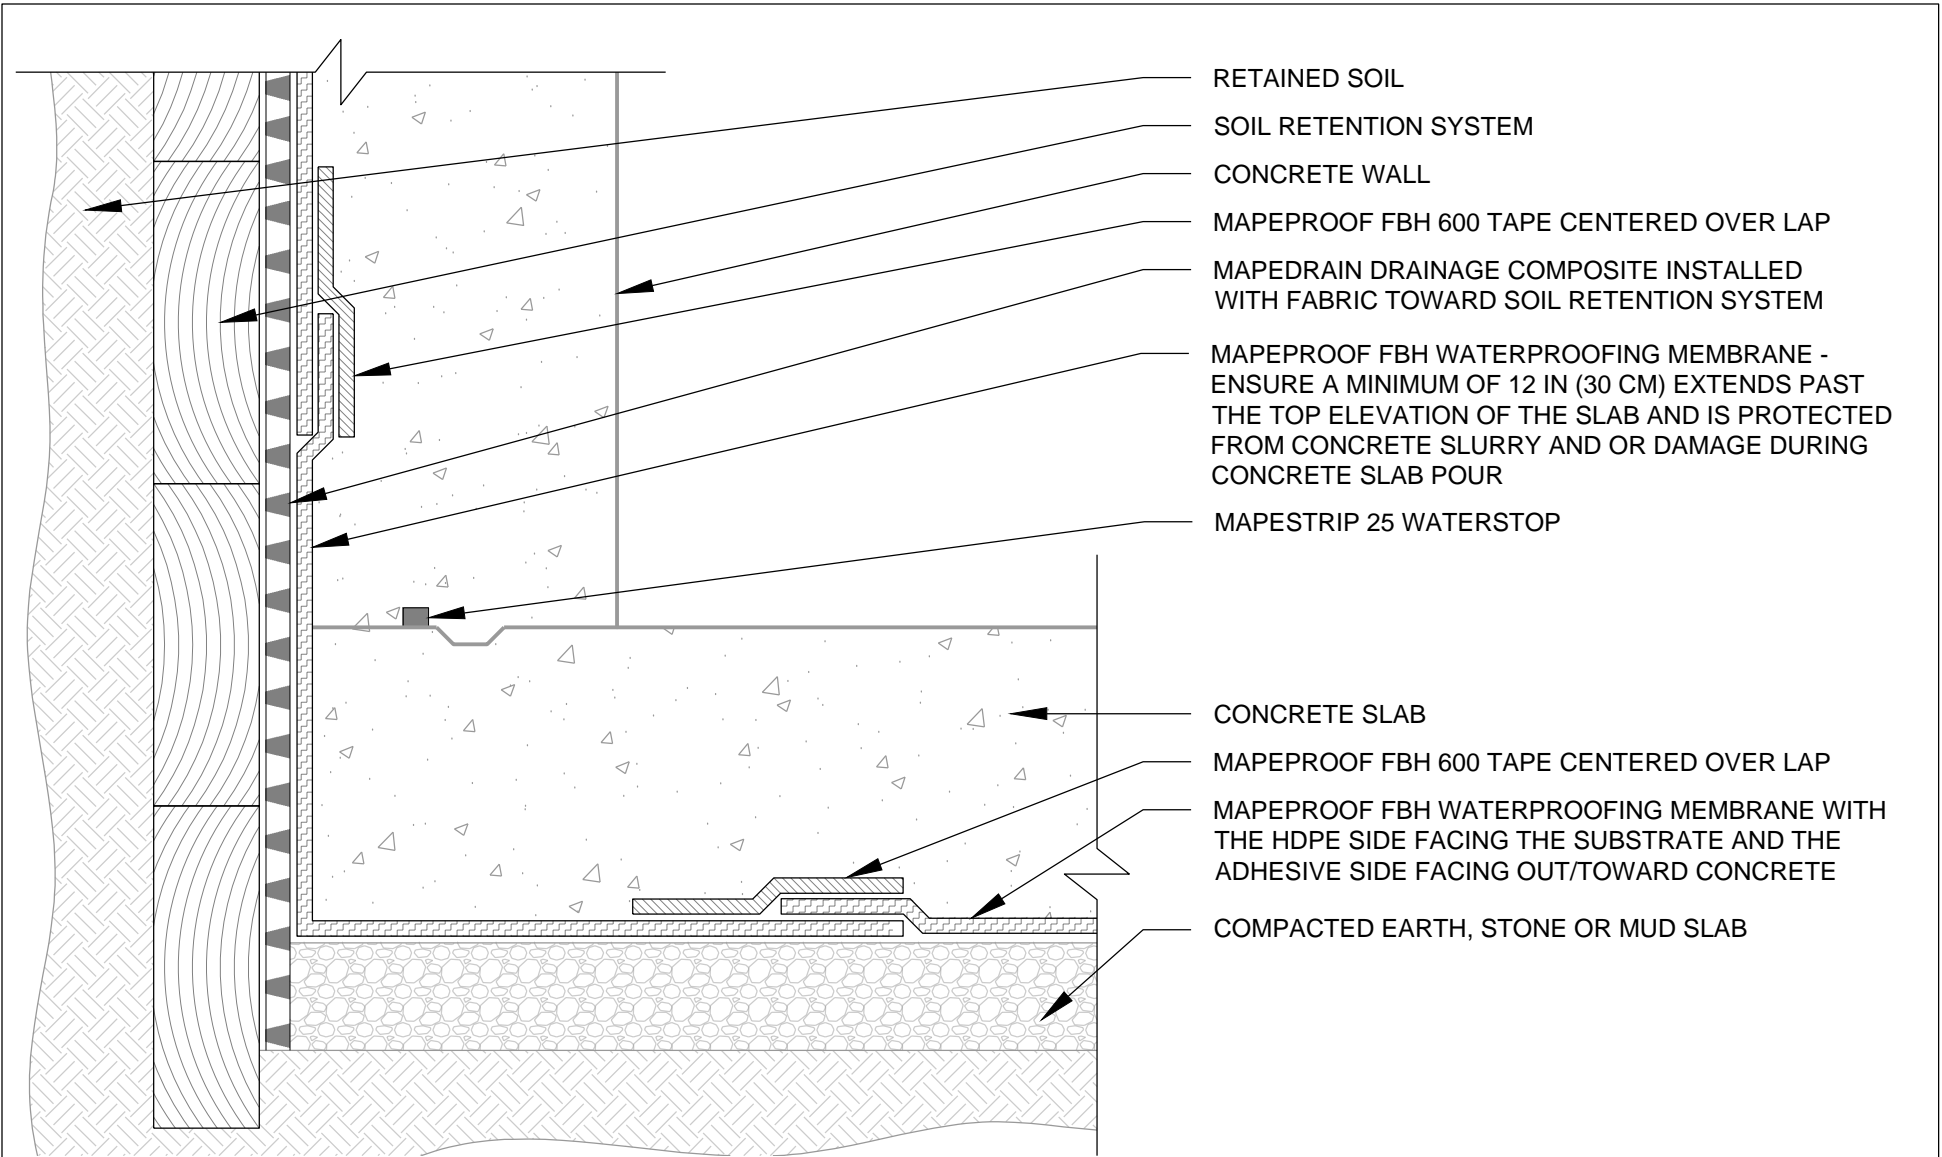 RETAINED SOIL
SOIL RETENTION SYSTEM
CONCRETE WALL
MAPEPROOF FBH 600 TAPE CENTERED OVER LAP
MAPEDRAIN DRAINAGE COMPOSITE INSTALLED
WITH FABRIC TOWARD SOIL RETENTION SYSTEM
MAPEPROOF FBH WATERPROOFING MEMBRANE -
ENSURE A MINIMUM OF 12 IN (30 CM) EXTENDS PAST
THE TOP ELEVATION OF THE SLAB AND IS PROTECTED
FROM CONCRETE SLURRY AND OR DAMAGE DURING
CONCRETE SLAB POUR
MAPESTRIP 25 WATERSTOP
CONCRETE SLAB
MAPEPROOF FBH 600 TAPE CENTERED OVER LAP
MAPEPROOF FBH WATERPROOFING MEMBRANE WITH
THE HDPE SIDE FACING THE SUBSTRATE AND THE
ADHESIVE SIDE FACING OUT/TOWARD CONCRETE
COMPACTED EARTH, STONE OR MUD SLAB